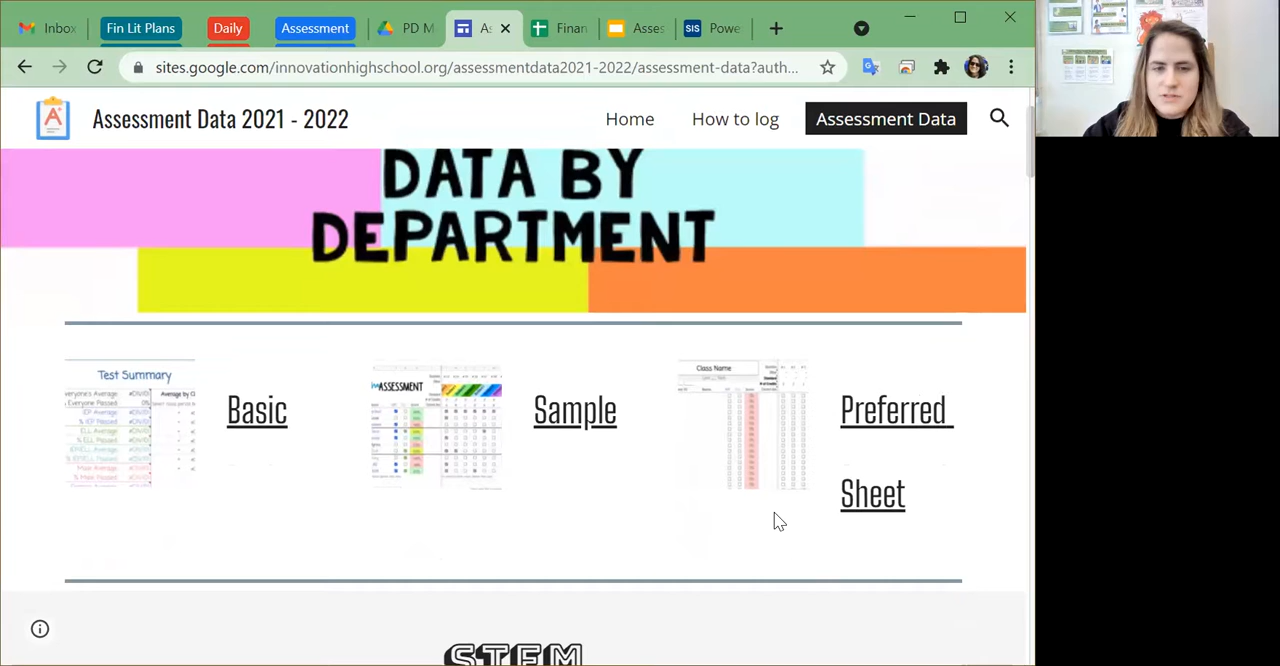 Inbox Fin Lit Plans Daily Assessment PD M As Finan Asses SIS Powe
sites.google.com/innovationhighschool.org/assessmentdata2021-2022/assessment-data?auth...
Assessment Data 2021 - 2022 Home How to log Assessment Data
DATA BY
DEPARTMENT
Test Summary
Basic
ASSESSMENT
Sample
Class Name
Preferred
Sheet
STEM